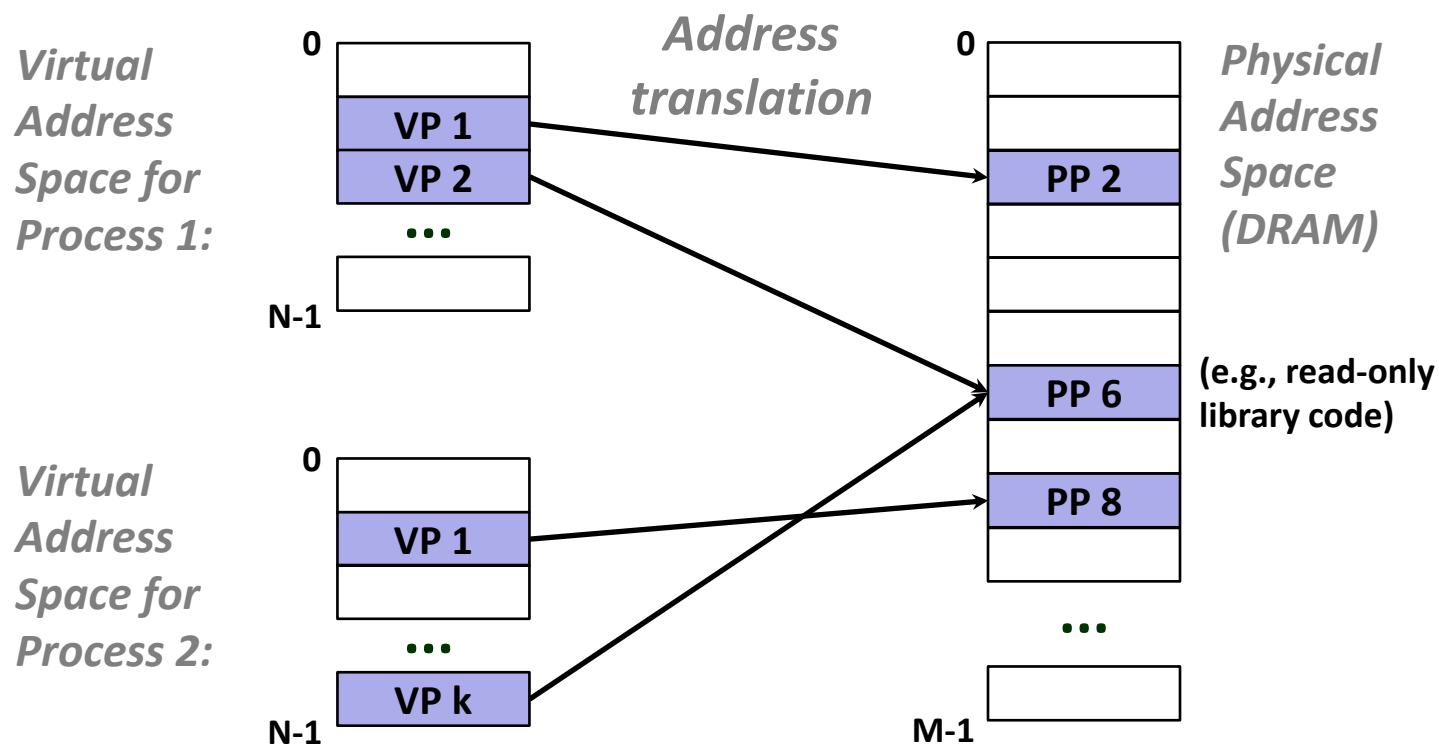 Virtual
Address
Space for
Process 1:
0
VP 1
VP 2
...
N-1
Address
translation
0
PP 2
PP 6
PP 8
...
M-1
Physical
Address
Space
(DRAM)
(e.g., read-only
library code)
Virtual
Address
Space for
Process 2:
0
VP 1
...
VP k
N-1